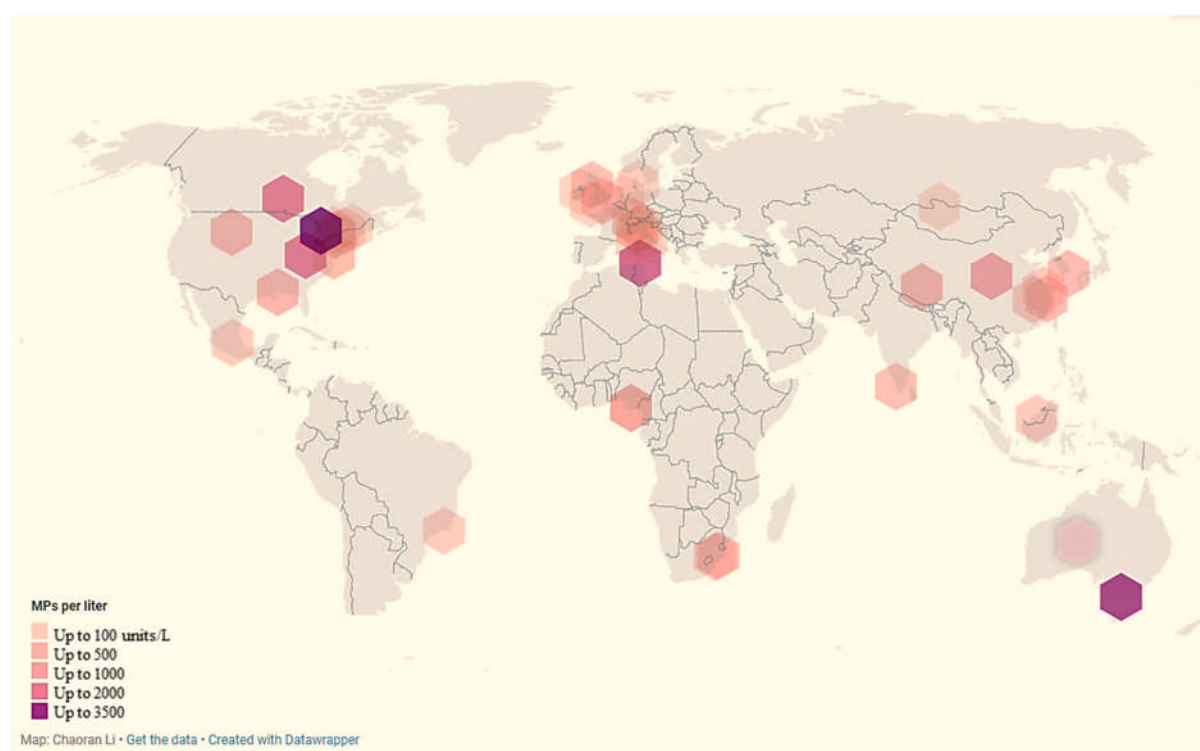 MPs per liter
Up to 100 units/L
Up to 500
Up to 1000
Up to 2000
Up to 3500
Map: Chaoran Li • Get the data • Created with Datawrapper